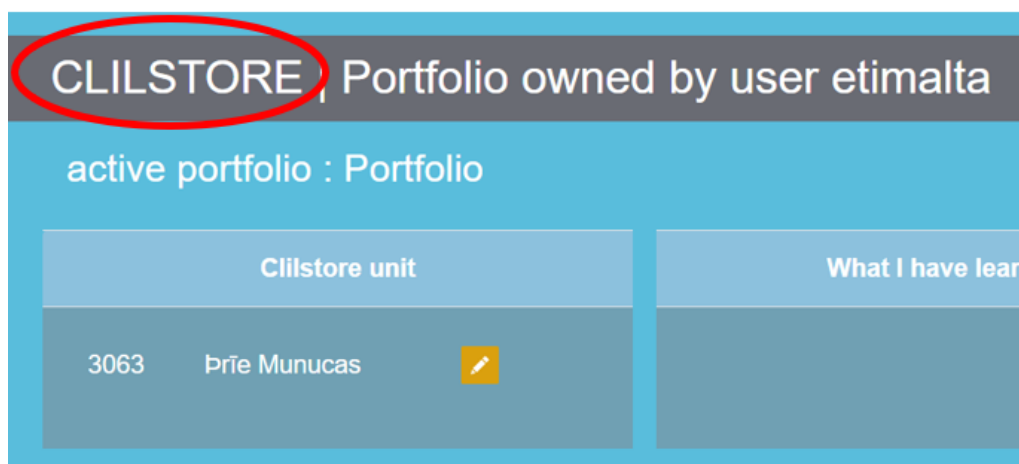 CLILSTORE | Portfolio owned by user etimalta
active portfolio : Portfolio
Clilstore unit
What I have lear
3063 Þrīe Munucas